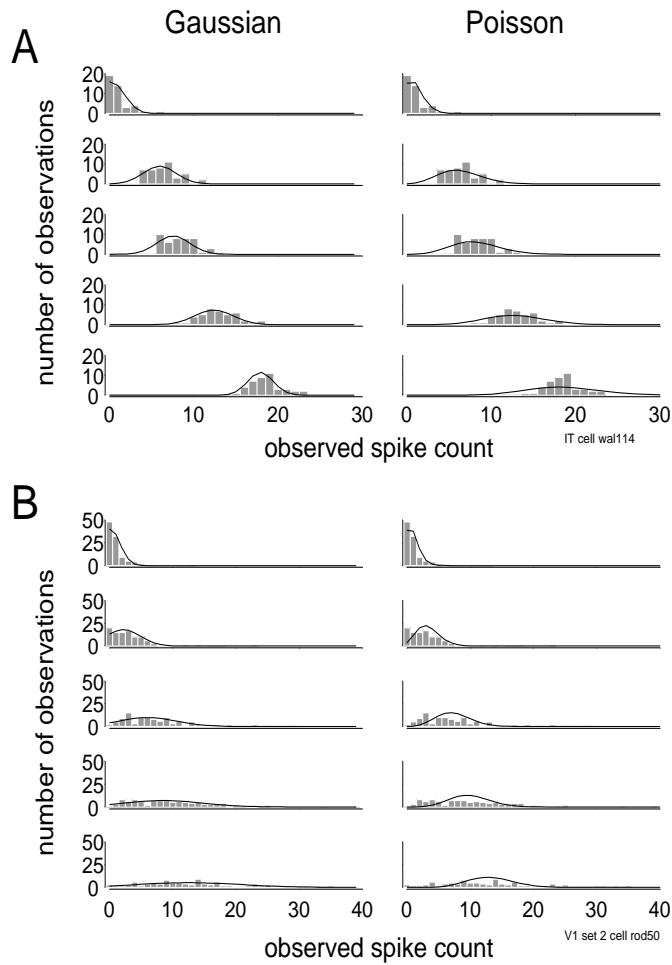 Gaussian Poisson
A
number of observations
20
10
0
20
10
0
20
10
0
20
10
0
20
10
0
0 10 20 30 0 10 20 30
observed spike count
IT cell wal114
B
number of observations
50
25
0
50
25
0
50
25
0
50
25
0
50
25
0
0 10 20 30 40 0 10 20 30 40
observed spike count
V1 set 2 cell rod50